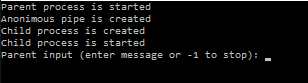 Parent process is started
Anonimous pipe is created
Child process is created
Child process is started
Parent input (enter message or -1 to stop): _